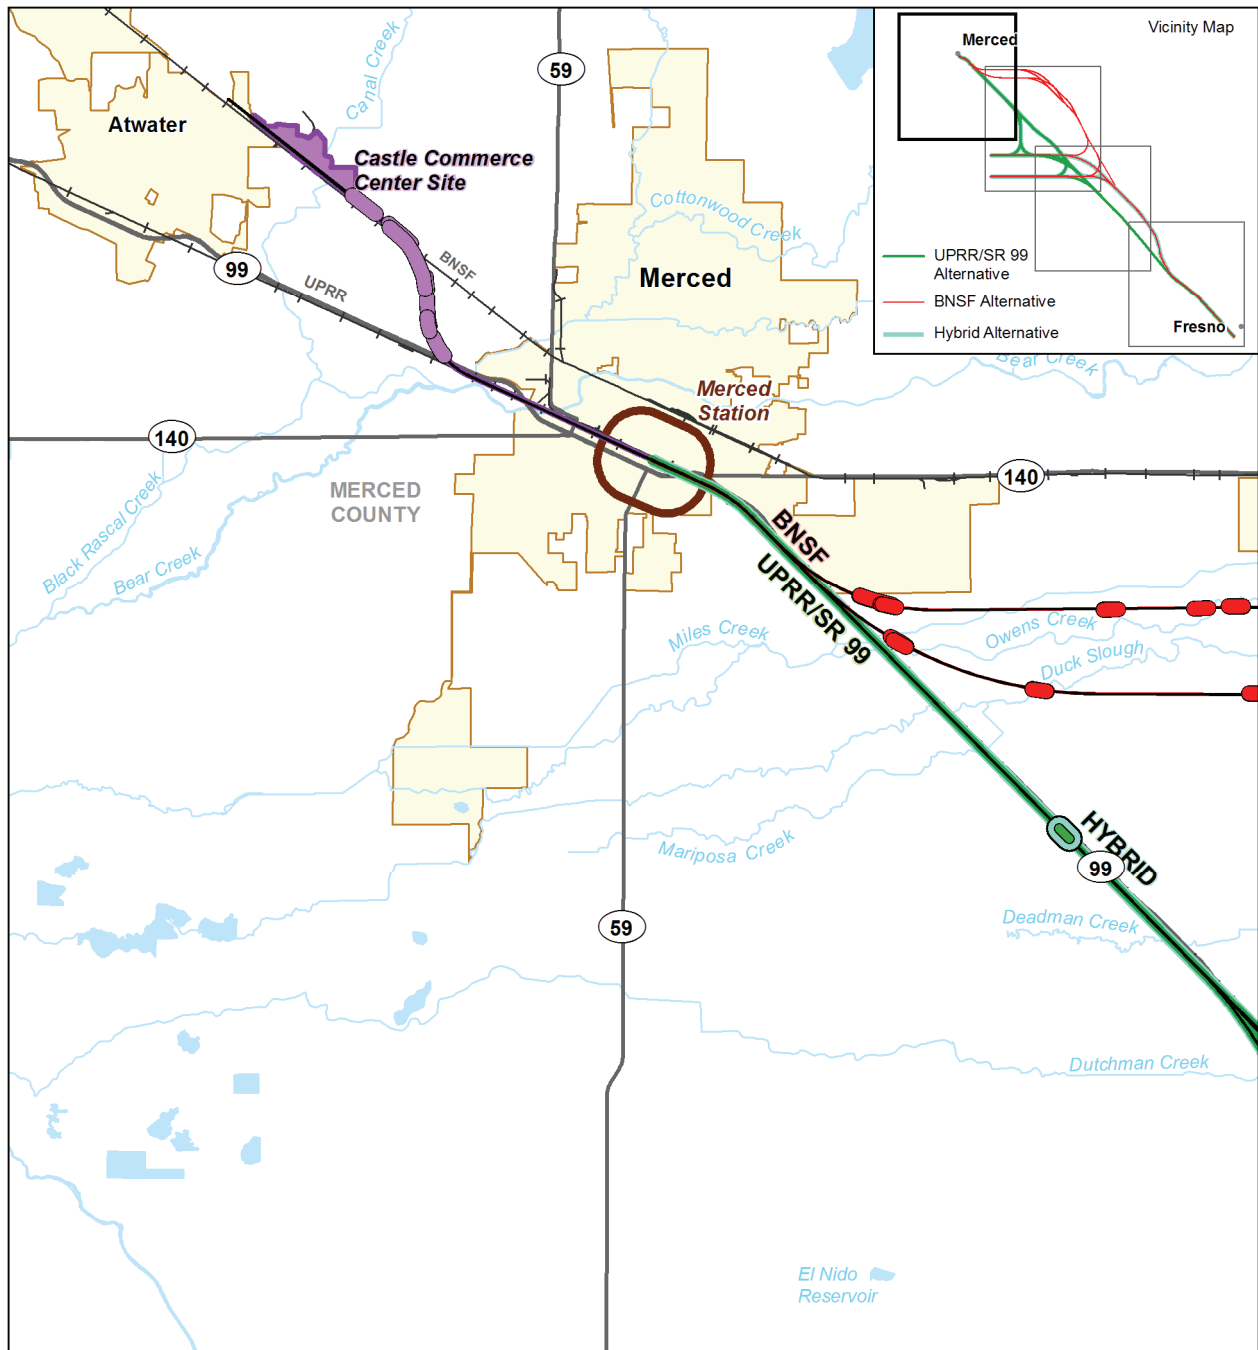 Vicinity Map
Merced
UPRR/SR 99
Alternative
BNSF Alternative
Hybrid Alternative
Fresno
59
Canal Creek
Atwater
Castle Commerce
Center Site
Cottonwood Creek
99
UPRR
BNSF
Merced
Bear Creek
Merced
Station
140
140
MERCED
COUNTY
Black Rascal Creek
Bear Creek
BNSF
UPRR/SR 99
Miles Creek
Owens Creek
Duck Slough
Mariposa Creek
HYBRID
99
59
Deadman Creek
Dutchman Creek
El Nido
Reservoir